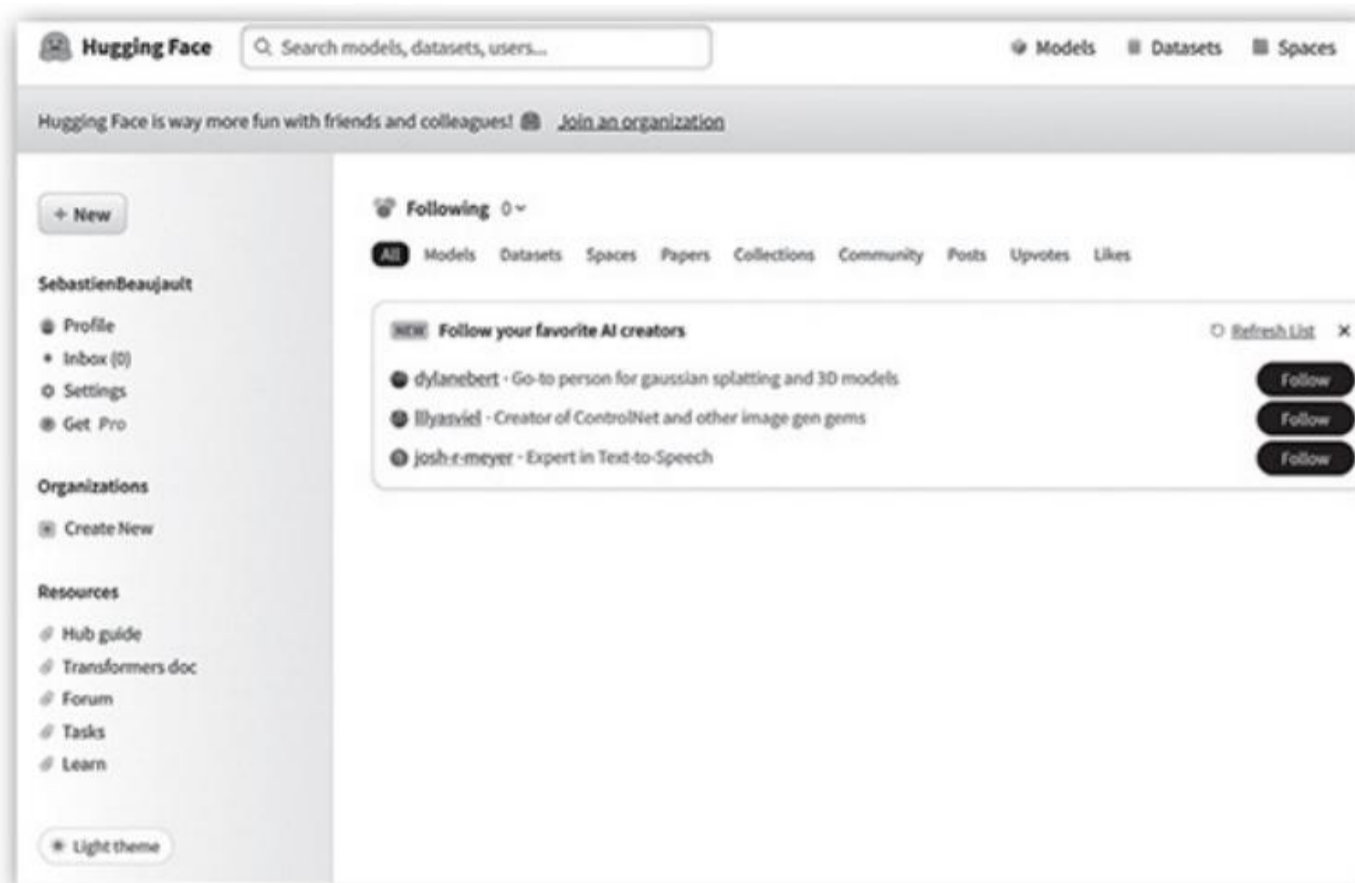 Hugging Face Search models, datasets, users... Models Datasets Spaces
Hugging Face is way more fun with friends and colleagues! Join an organization
+ New
SebastienBeaujault
Profile
Inbox (0)
Settings
Get Pro
Organizations
Create New
Resources
Hub guide
Transformers doc
Forum
Tasks
Learn
Light theme
Following 0
All Models Datasets Spaces Papers Collections Community Posts Upvotes Likes
NEW Follow your favorite AI creators Refresh List ×
dylanebert · Go-to person for gaussian splatting and 3D models Follow
lllyasviel · Creator of ControlNet and other image gen gems Follow
josh-r-meyer · Expert in Text-to-Speech Follow